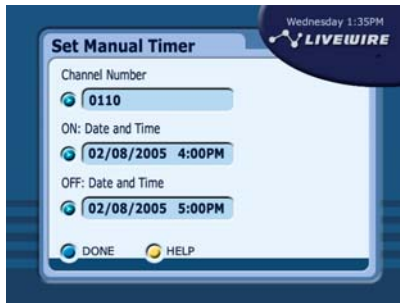 Wednesday 1:35PM
LIVEWIRE
Set Manual Timer
Channel Number
0110
ON: Date and Time
02/08/2005 4:00PM
OFF: Date and Time
02/08/2005 5:00PM
DONE HELP